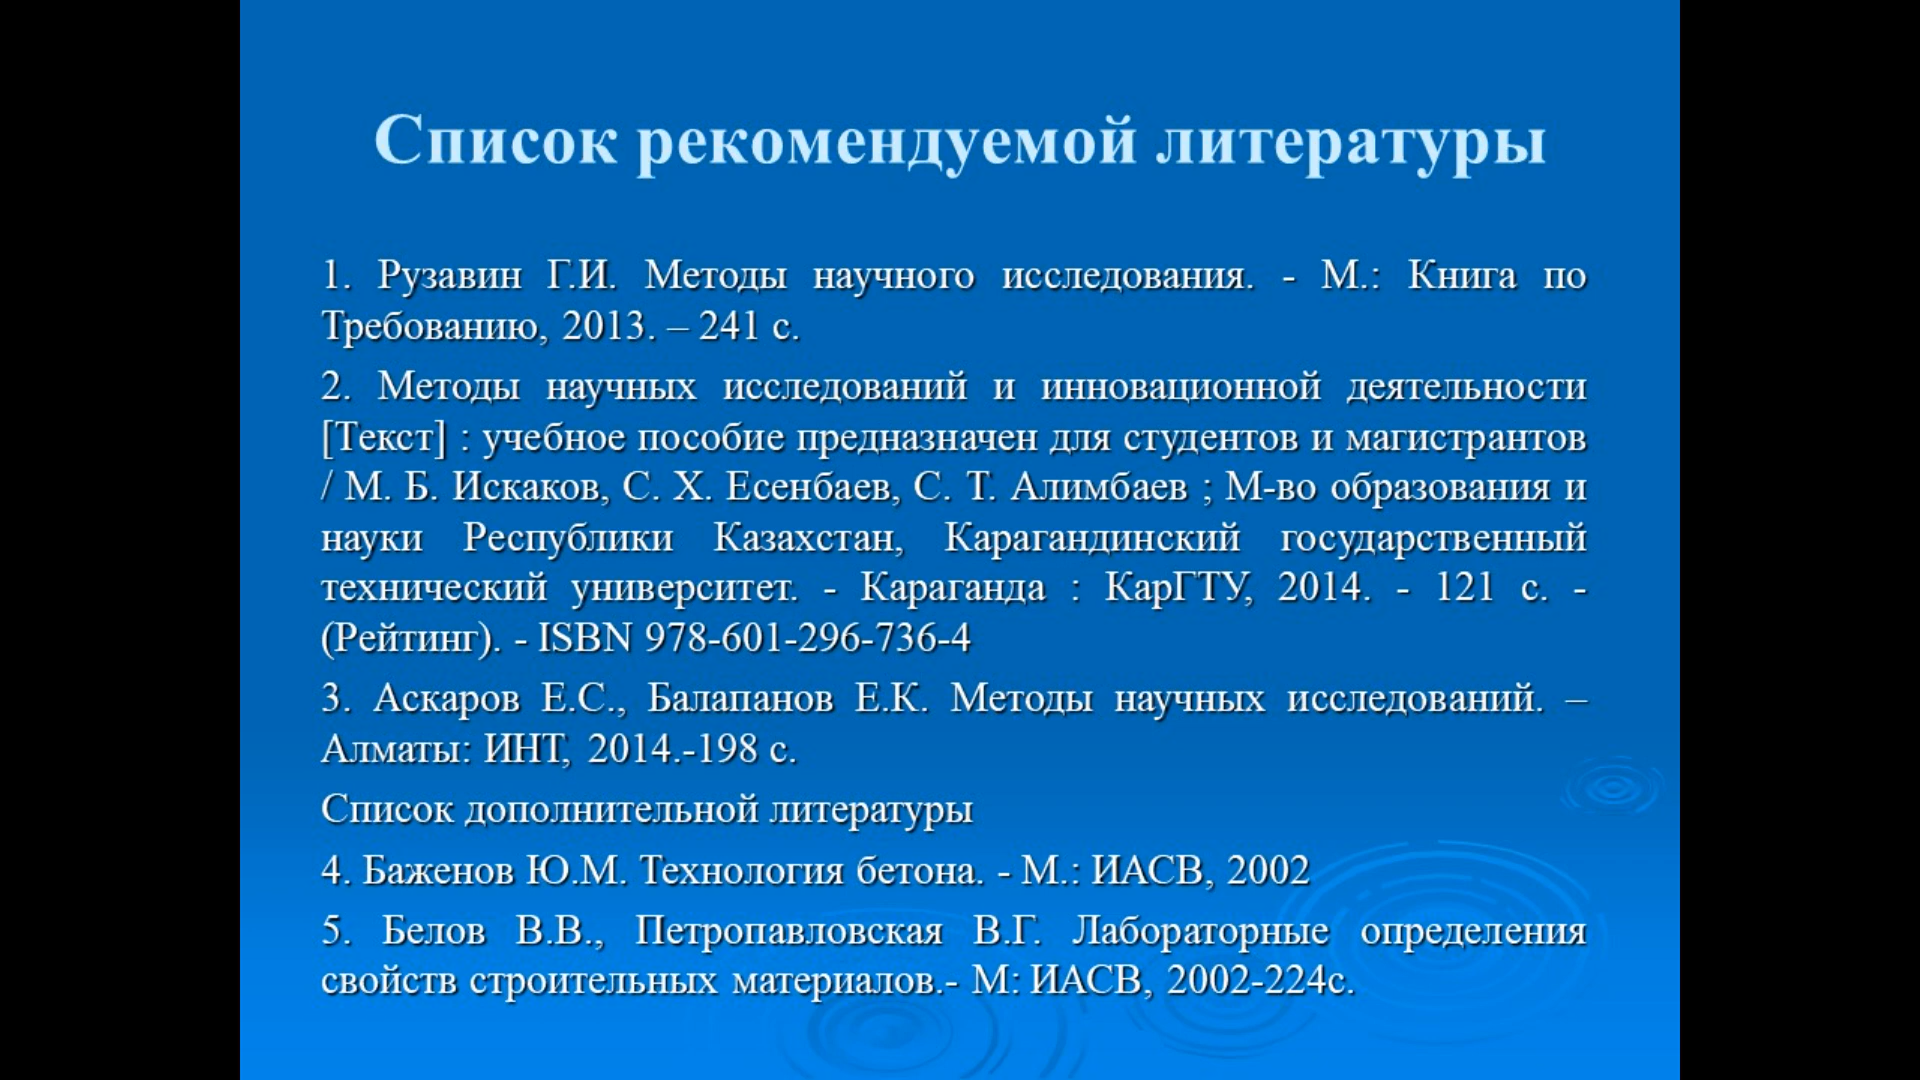 Список рекомендуемой литературы
1. Рузавин Г.И. Методы научного исследования. - М.: Книга по
Требованию, 2013. – 241 с.
2. Методы научных исследований и инновационной деятельности
[Текст] : учебное пособие предназначен для студентов и магистрантов
/ М. Б. Искаков, С. Х. Есенбаев, С. Т. Алимбаев ; М-во образования и
науки Республики Казахстан, Карагандинский государственный
технический университет. - Караганда : КарГТУ, 2014. - 121 с. -
(Рейтинг). - ISBN 978-601-296-736-4
3. Аскаров Е.С., Балапанов Е.К. Методы научных исследований. –
Алматы: ИНТ, 2014.-198 с.
Список дополнительной литературы
4. Баженов Ю.М. Технология бетона. - М.: ИАСВ, 2002
5. Белов В.В., Петропавловская В.Г. Лабораторные определения
свойств строительных материалов.- М: ИАСВ, 2002-224с.